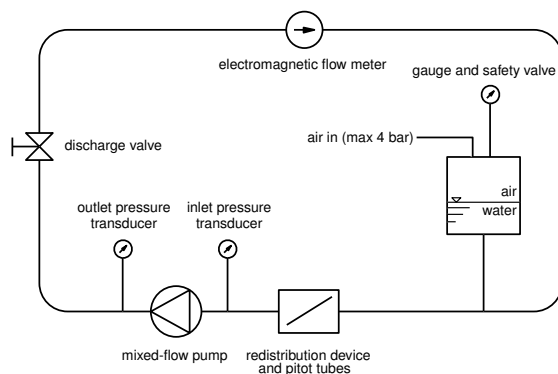 electromagnetic flow meter
gauge and safety valve
air in (max 4 bar)
discharge valve
air
water
outlet pressure
transducer
inlet pressure
transducer
mixed-flow pump
redistribution device
and pitot tubes